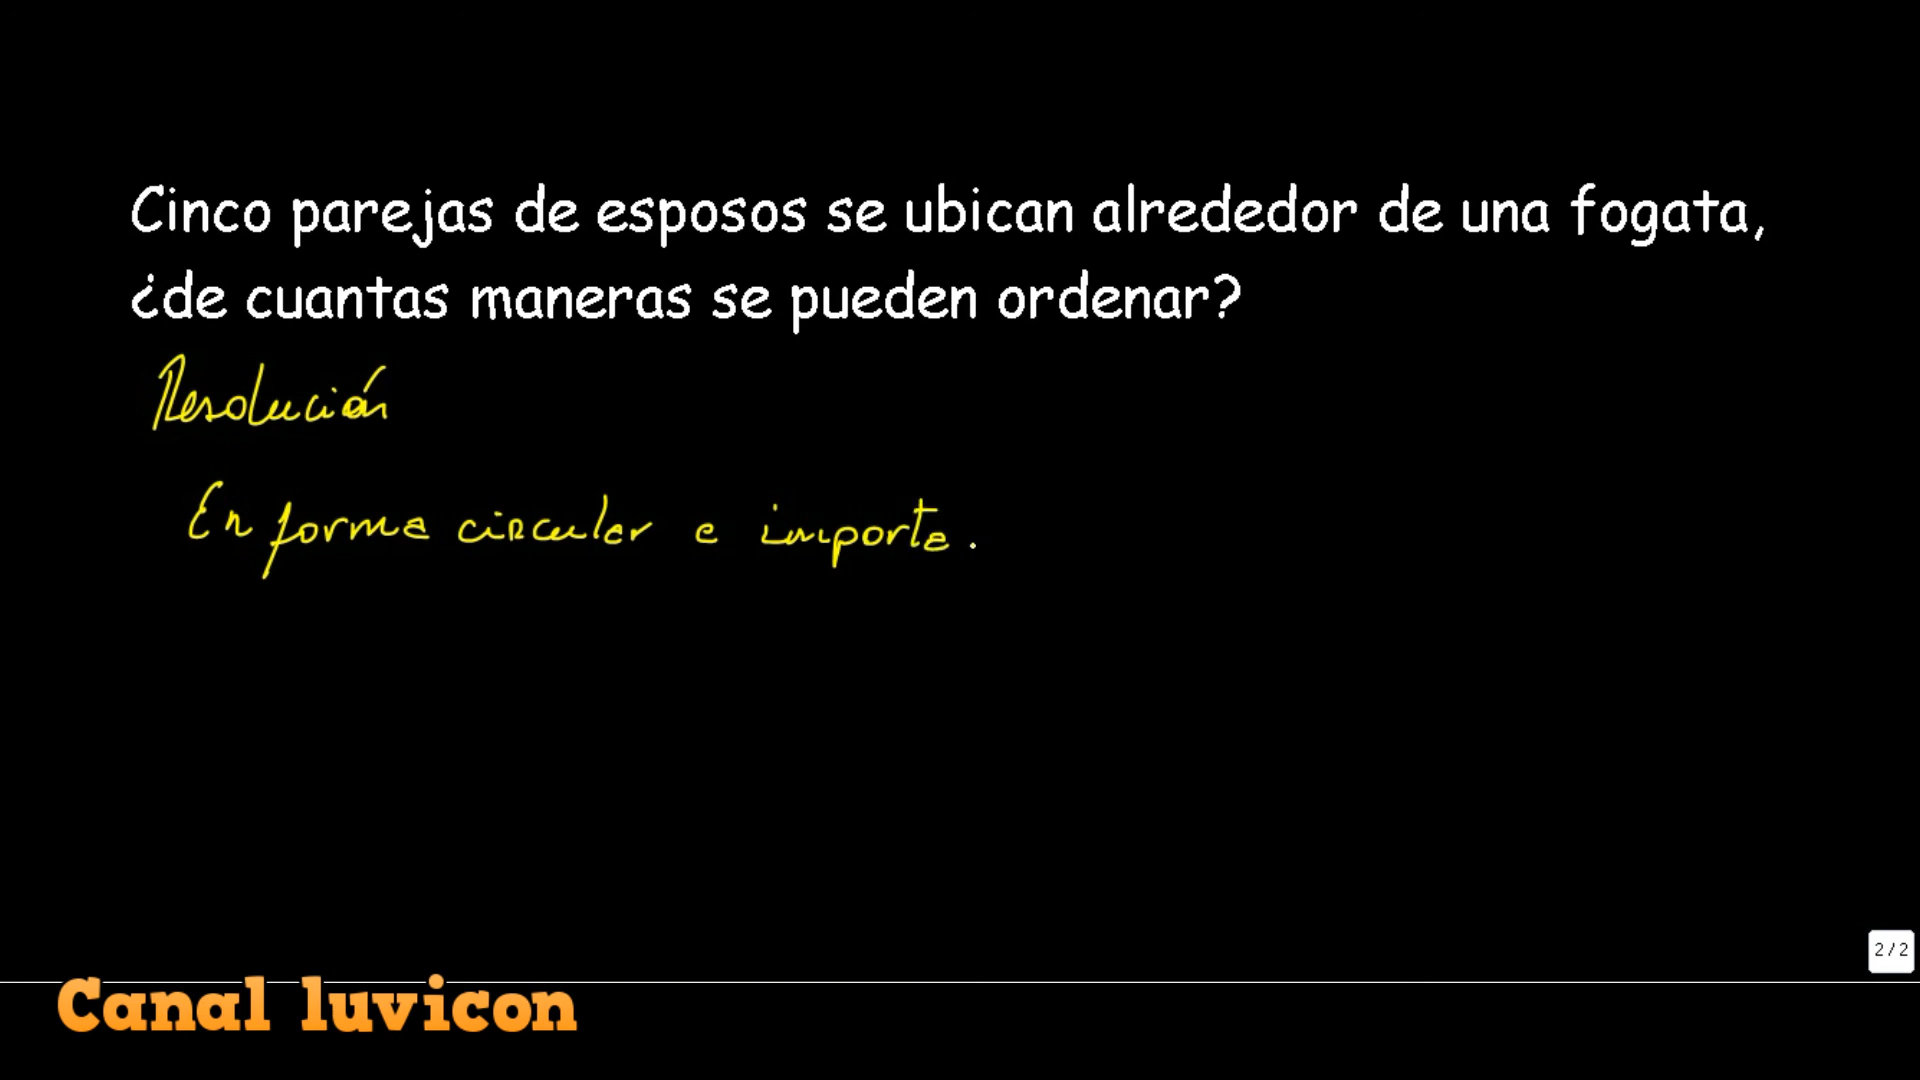 Cinco parejas de esposos se ubican alrededor de una fogata,
¿de cuantas maneras se pueden ordenar?
Resolución
En forma circular e importa.
2/2
Canal luvicon